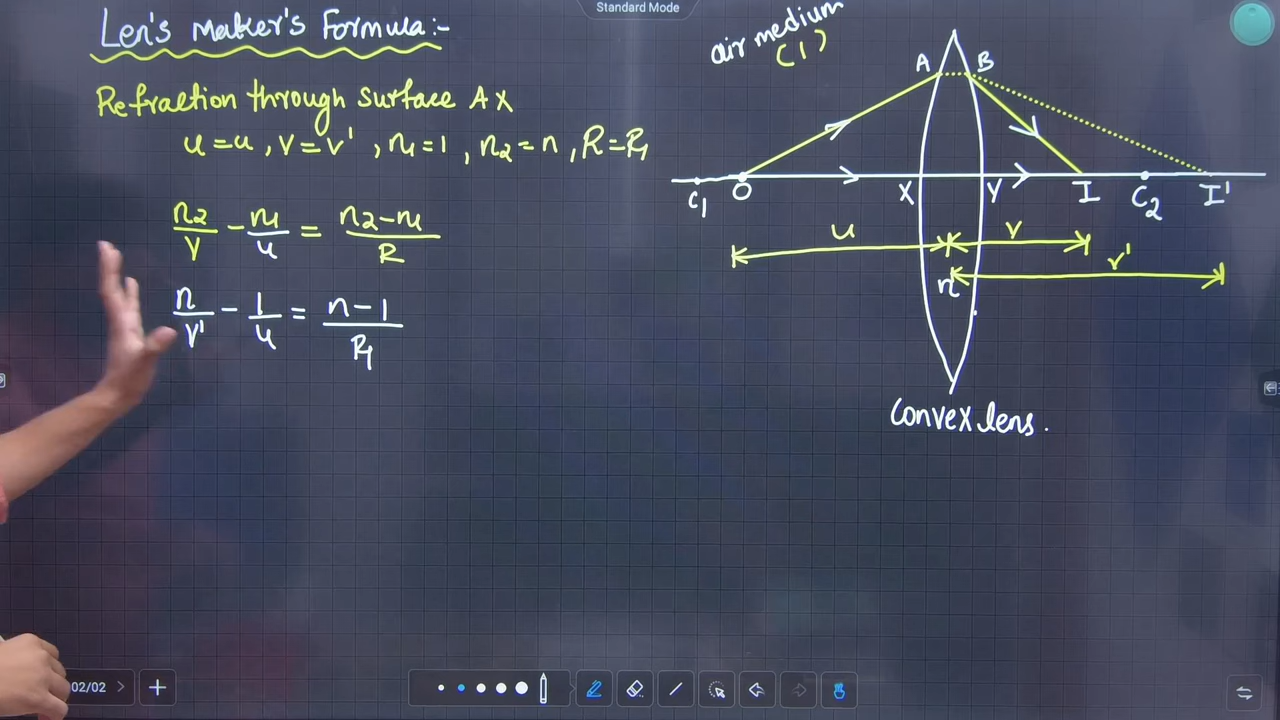 Standard Mode
Len's Maker's Formula:-
Refraction through surface AX
u=u, v=v', n1=1, n2=n, R=R1
n2/v - n1/u = n2-n1/R
n/v' - 1/u = n-1/R1
air medium
(1)
A B
C1 O X Y I C2 I'
u v
v'
n
Convex lens.
02/02